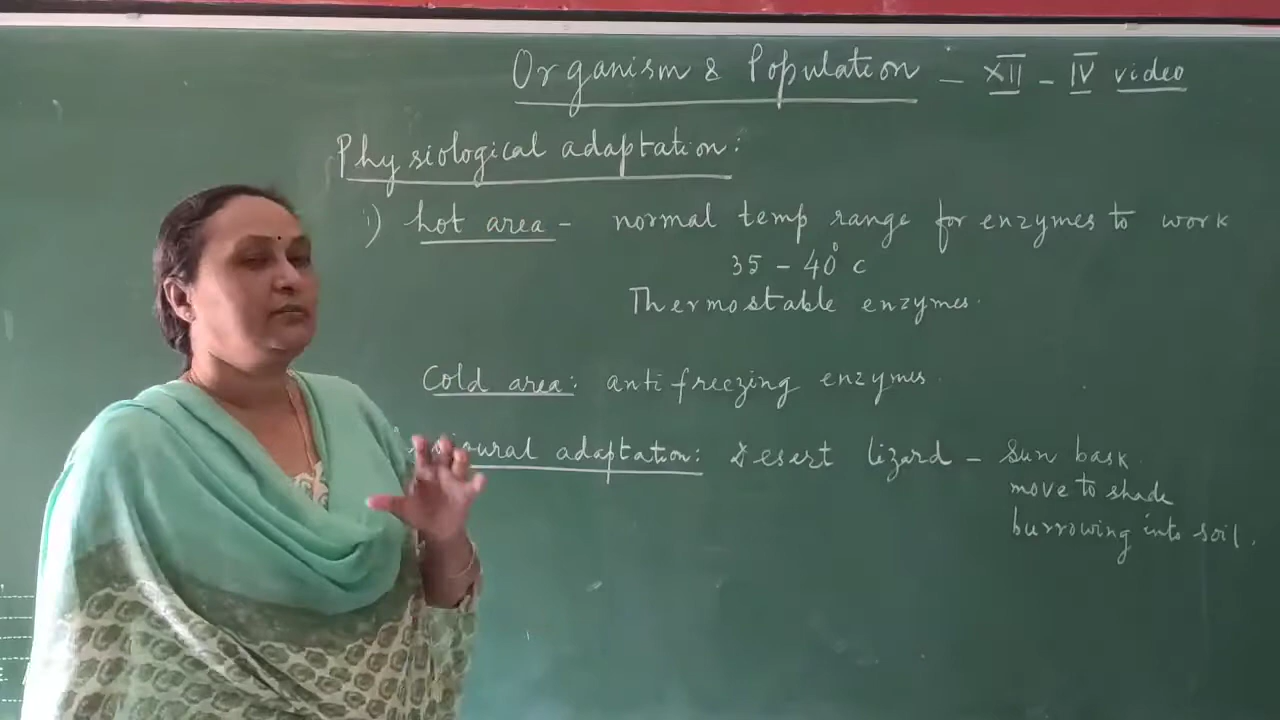 Organism & Population - XII - IV video
Physiological adaptation:
i) hot area - normal temp range for enzymes to work
35 - 40° c
Thermostable enzymes.
Cold area: anti freezing enzymes.
adaptation: Desert lizard - sun bask.
move to shade
burrowing into soil.